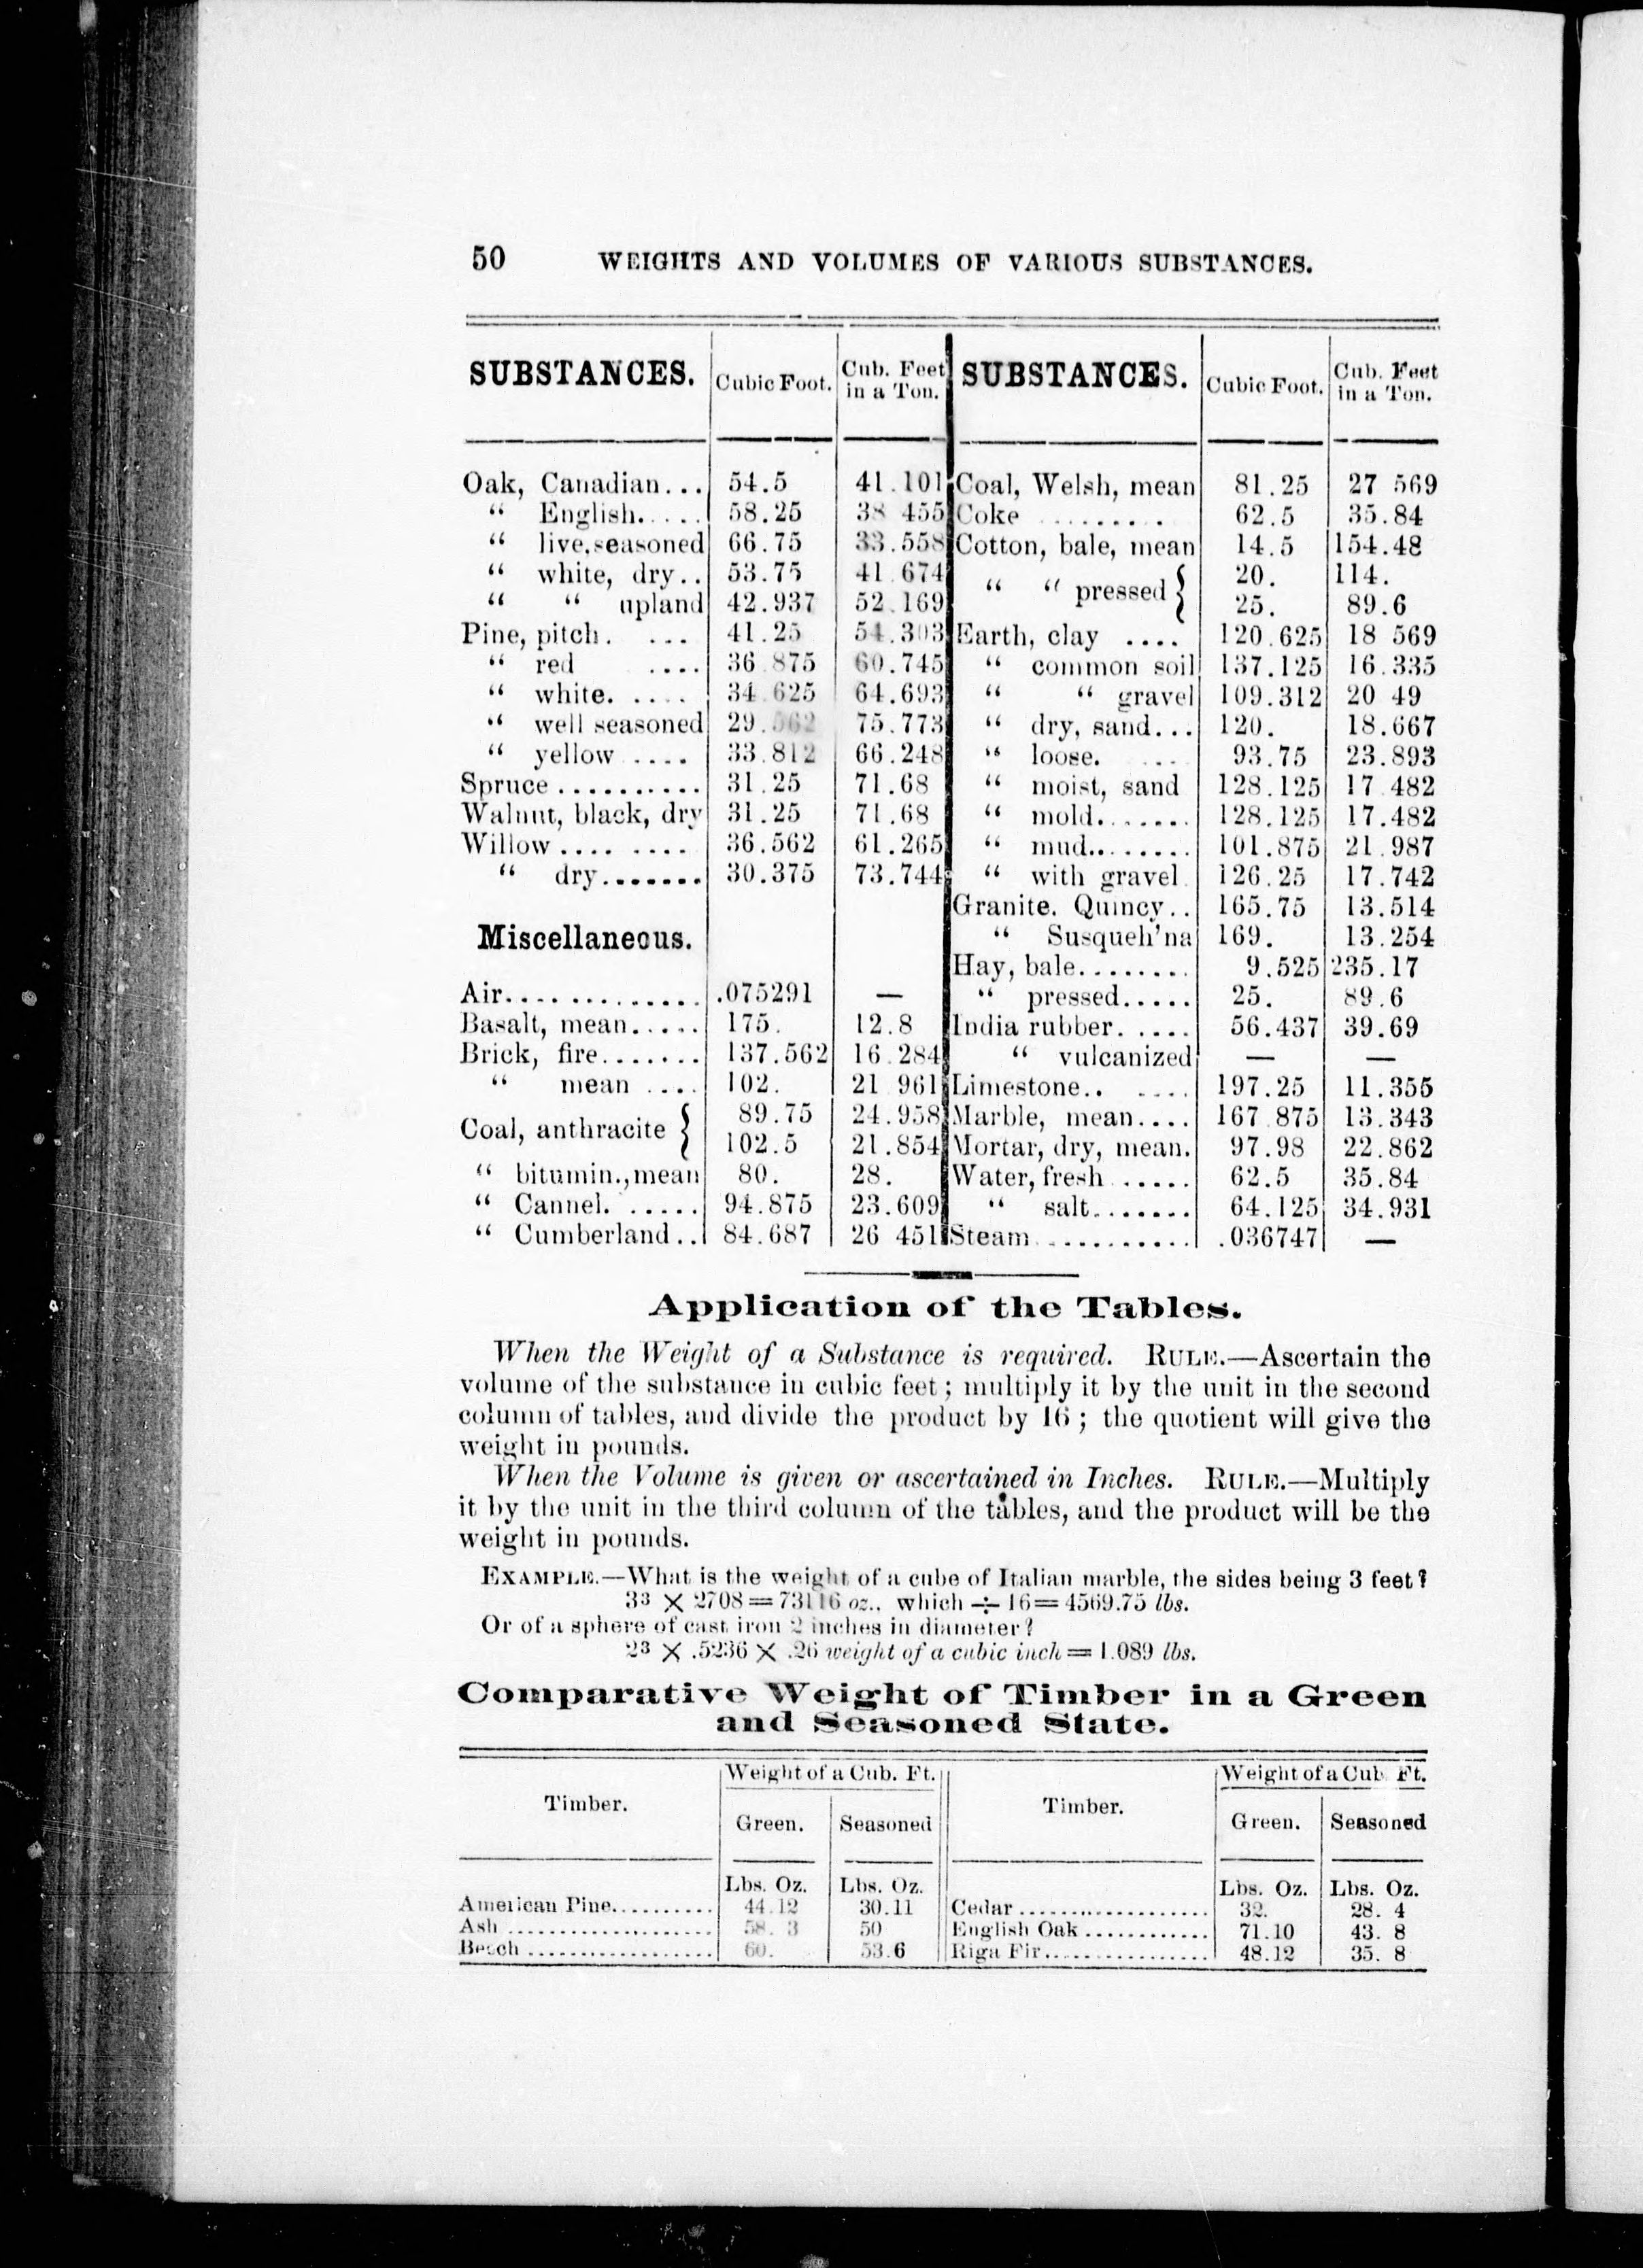 50 WEIGHTS AND VOLUMES OF VARIOUS SUBSTANCES.
SUBSTANCES. Cubic Foot. Cub. Feet in a Ton.
Oak, Canadian... 54.5 41.101
“ English..... 58.25 38 455
“ live, seasoned 66.75 33.558
“ white, dry.. 53.75 41 674
“ “ upland 42.937 52.169
Pine, pitch. ... 41.25 54.303
“ red .... 36 875 60.745
“ white. .... 34 625 64.693
“ well seasoned 29.562 75.773
“ yellow .... 33.812 66.248
Spruce .......... 31.25 71.68
Walnut, black, dry 31.25 71.68
Willow .... .... 36.562 61.265
“ dry....... 30.375 73.744
Miscellaneous.
Air.............. .075291 —
Basalt, mean..... 175. 12.8
Brick, fire....... 137.562 16.284
“ mean .... 102. 21 961
Coal, anthracite { 89.75 24.958
102.5 21.854
“ bitumin., mean 80. 28.
“ Cannel. ..... 94.875 23.609
“ Cumberland.. 84.687 26 451
SUBSTANCES. Cubic Foot. Cub. Feet in a Ton.
Coal, Welsh, mean 81.25 27 569
Coke ......... 62.5 35.84
Cotton, bale, mean 14.5 154.48
“ “ pressed { 20. 114.
25. 89.6
Earth, clay .... 120.625 18 569
“ common soil 137.125 16.335
“ “ gravel 109.312 20 49
“ dry, sand... 120. 18.667
“ loose. .... 93.75 23.893
“ moist, sand 128.125 17 482
“ mold....... 128.125 17.482
“ mud........ 101.875 21.987
“ with gravel. 126.25 17.742
Granite. Quincy.. 165.75 13.514
“ Susqueh’na 169. 13.254
Hay, bale........ 9.525 235.17
“ pressed..... 25. 89.6
India rubber. ..... 56.437 39.69
“ vulcanized — —
Limestone.. .... 197.25 11.355
Marble, mean.... 167 875 13.343
Mortar, dry, mean. 97.98 22.862
Water, fresh ...... 62.5 35.84
“ salt....... 64.125 34.931
Steam ........... .036747 —
Application of the Tables.
When the Weight of a Substance is required. RULE.—Ascertain the
volume of the substance in cubic feet ; multiply it by the unit in the second
column of tables, and divide the product by 16 ; the quotient will give the
weight in pounds.
When the Volume is given or ascertained in Inches. RULE.—Multiply
it by the unit in the third column of the tables, and the product will be the
weight in pounds.
EXAMPLE.—What is the weight of a cube of Italian marble, the sides being 3 feet?
3³ × 2708 = 73116 oz., which ÷ 16 = 4569.75 lbs.
Or of a sphere of cast iron 2 inches in diameter?
2³ × .5236 × .26 weight of a cubic inch = 1.089 lbs.
Comparative Weight of Timber in a Green
and Seasoned State.
Timber. Weight of a Cub. Ft. Green. Seasoned
Lbs. Oz. Lbs. Oz.
American Pine.......... 44.12 30.11
Ash .................... 58. 3 50
Beech .................. 60. 53.6
Timber. Weight of a Cub. Ft. Green. Seasoned
Lbs. Oz. Lbs. Oz.
Cedar ................... 32. 28. 4
English Oak ............ 71.10 43. 8
Riga Fir................ 48.12 35. 8